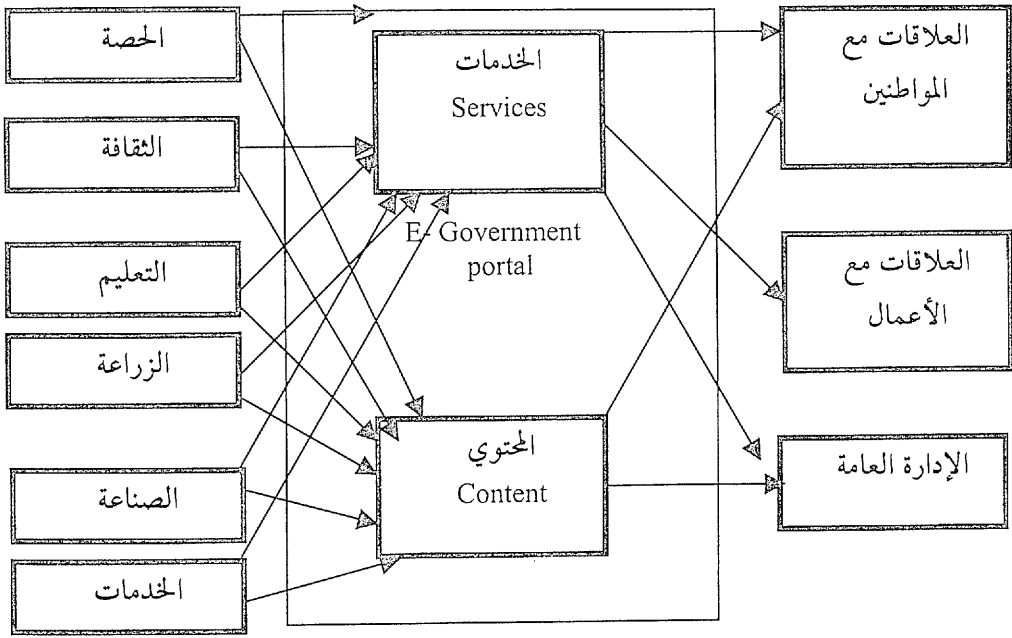 الحصة
الثقافة
التعليم
الزراعة
الصناعة
الخدمات
الخدمات
Services
E- Government
portal
المحتوي
Content
العلاقات مع
المواطنين
العلاقات مع
الأعمال
الإدارة العامة